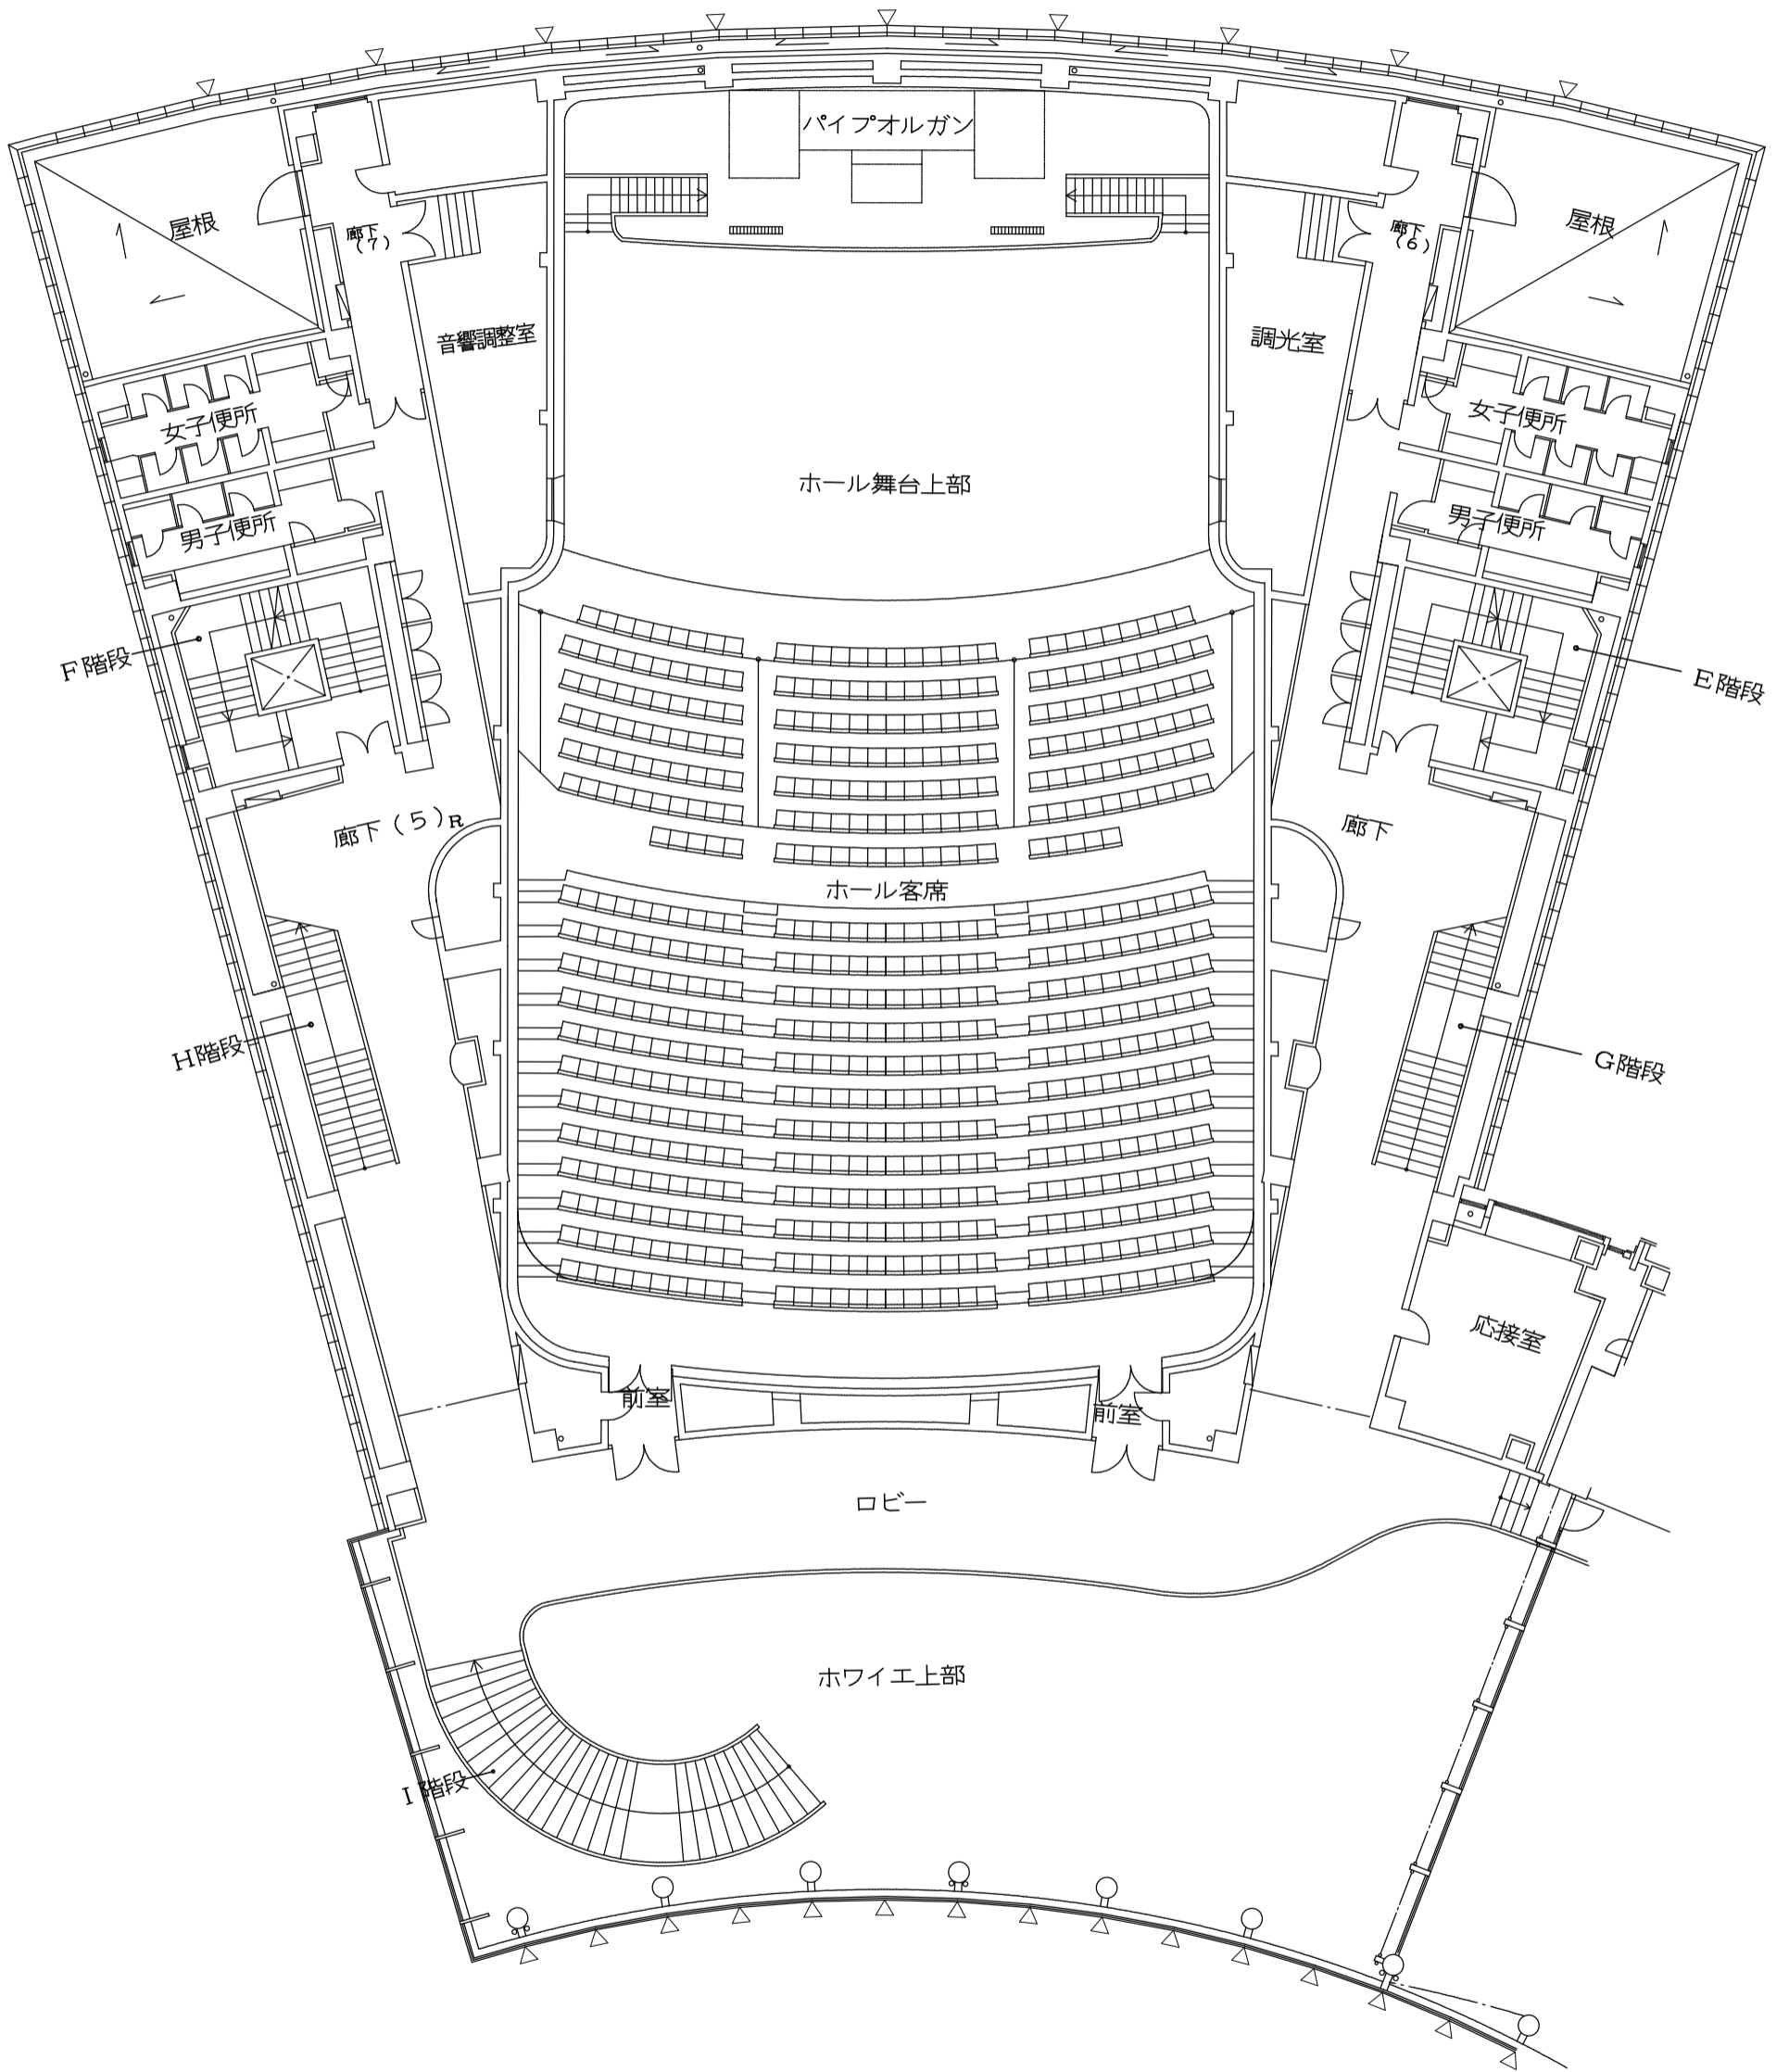 パイプオルガン
屋根
廊下
(7)
廊下
(6)
屋根
音響調整室
調光室
女子便所
女子便所
ホール舞台上部
男子便所
男子便所
F階段
E階段
廊下(5)R
廊下
ホール客席
H階段
G階段
応接室
前室
前室
ロビー
ホワイエ上部
I階段